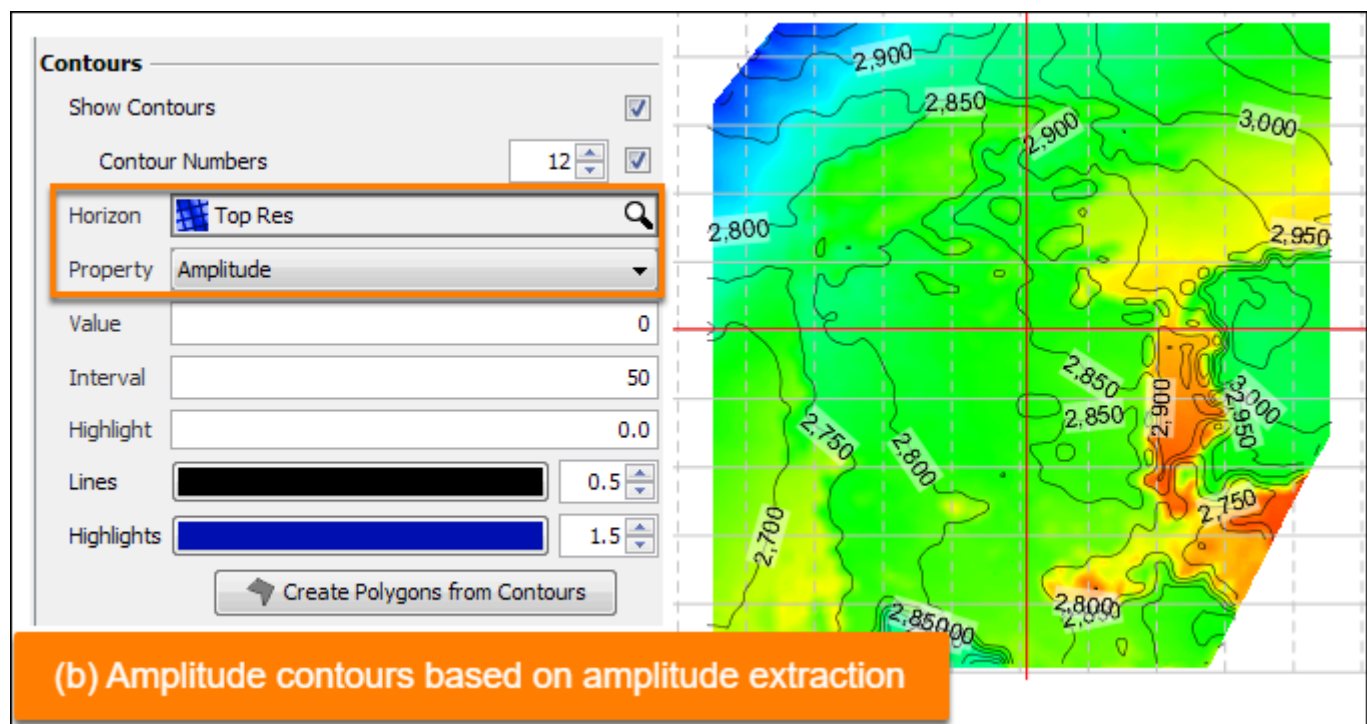 Contours
Show Contours
Contour Numbers 12
Horizon Top Res
Property Amplitude
Value 0
Interval 50
Highlight 0.0
Lines 0.5
Highlights 1.5
Create Polygons from Contours
(b) Amplitude contours based on amplitude extraction
2,900
2,850
2,900
3,000
2,800
2,950
2,850
2,850
2,900
3,000
2,950
2,750
2,800
2,700
2,750
2,800
2,850